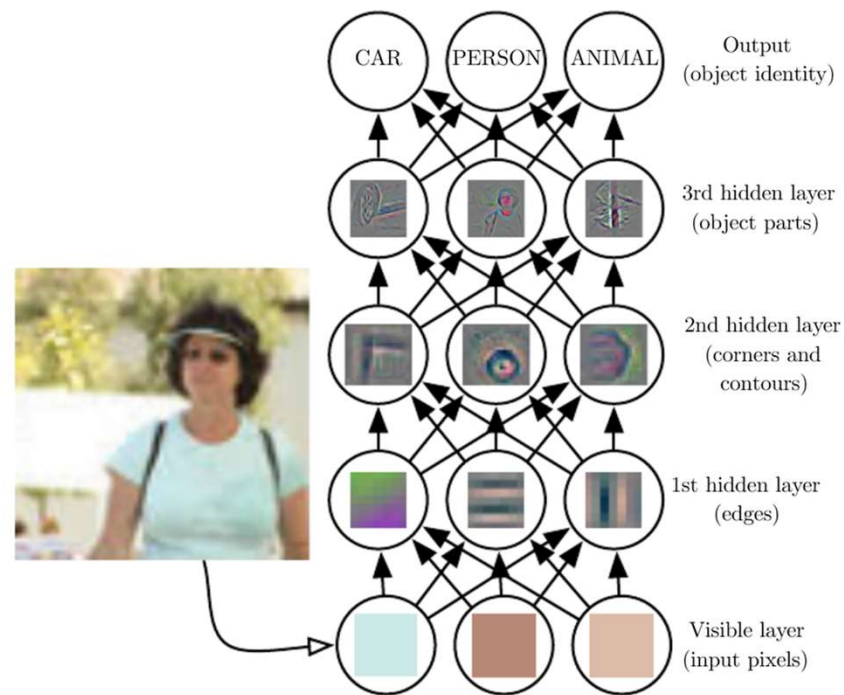 CAR PERSON ANIMAL
Output
(object identity)
3rd hidden layer
(object parts)
2nd hidden layer
(corners and
contours)
1st hidden layer
(edges)
Visible layer
(input pixels)